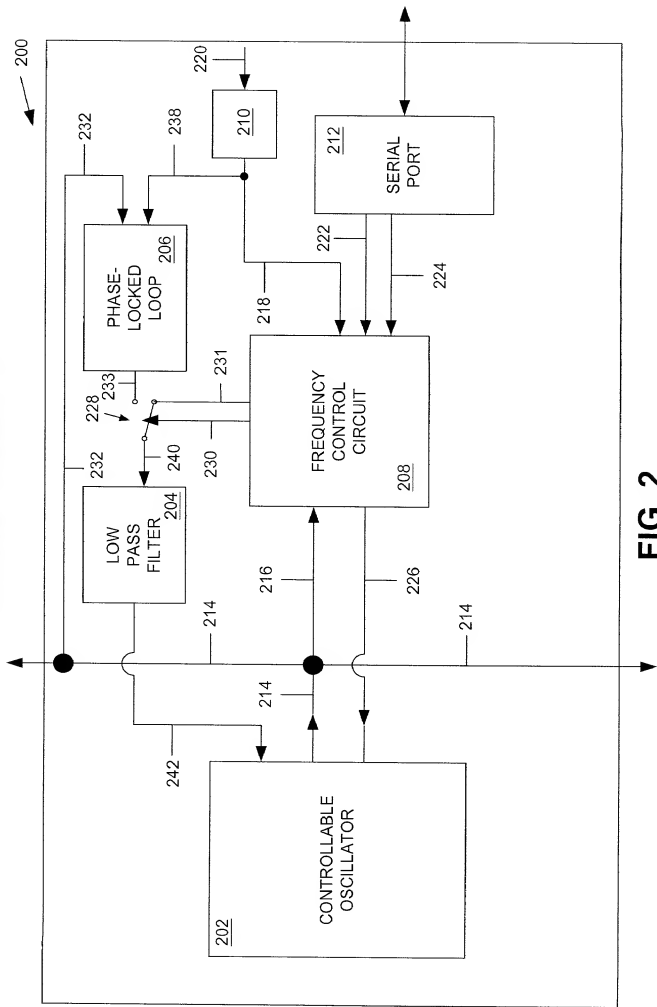 200
220
232
238
210
212
SERIAL
PORT
PHASE-
LOCKED
LOOP
206
222
224
218
233
228
231
230
240
232
FREQUENCY
CONTROL
CIRCUIT
208
LOW
PASS
FILTER
204
216
226
214
214
214
242
CONTROLLABLE
OSCILLATOR
202
FIG. 2